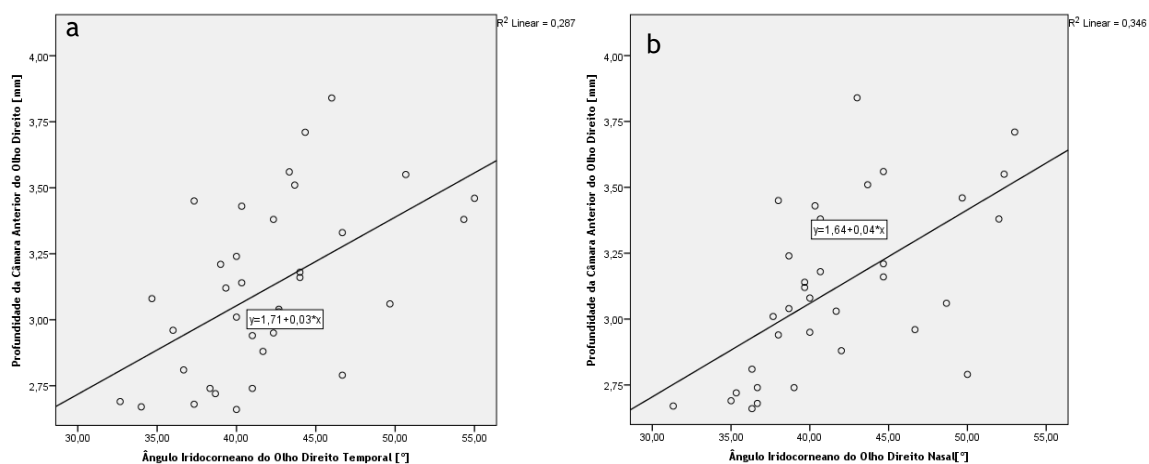 a
R² Linear = 0,287
Profundidade da Câmara Anterior do Olho Direito [mm]
4,00
3,75
3,50
3,25
3,00
2,75
y=1,71+0,03*x
30,00 35,00 40,00 45,00 50,00 55,00
Ângulo Iridocorneano do Olho Direito Temporal [°]
b
R² Linear = 0,346
Profundidade da Câmara Anterior do Olho Direito [mm]
4,00
3,75
3,50
3,25
3,00
2,75
y=1,64+0,04*x
30,00 35,00 40,00 45,00 50,00 55,00
Ângulo Iridocorneano do Olho Direito Nasal[°]